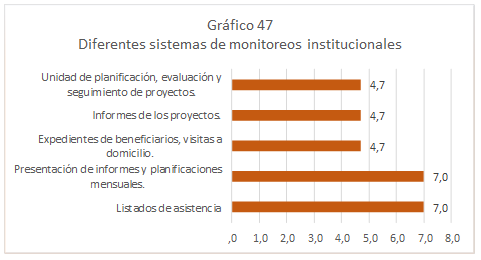 Gráfico 47
Diferentes sistemas de monitoreos institucionales
Unidad de planificación, evaluación y
seguimiento de proyectos.
4,7
Informes de los proyectos.
4,7
Expedientes de beneficiarios, visitas a
domicilio.
4,7
Presentación de informes y planificaciones
mensuales.
7,0
Listados de asistencia
7,0
,0 1,0 2,0 3,0 4,0 5,0 6,0 7,0 8,0